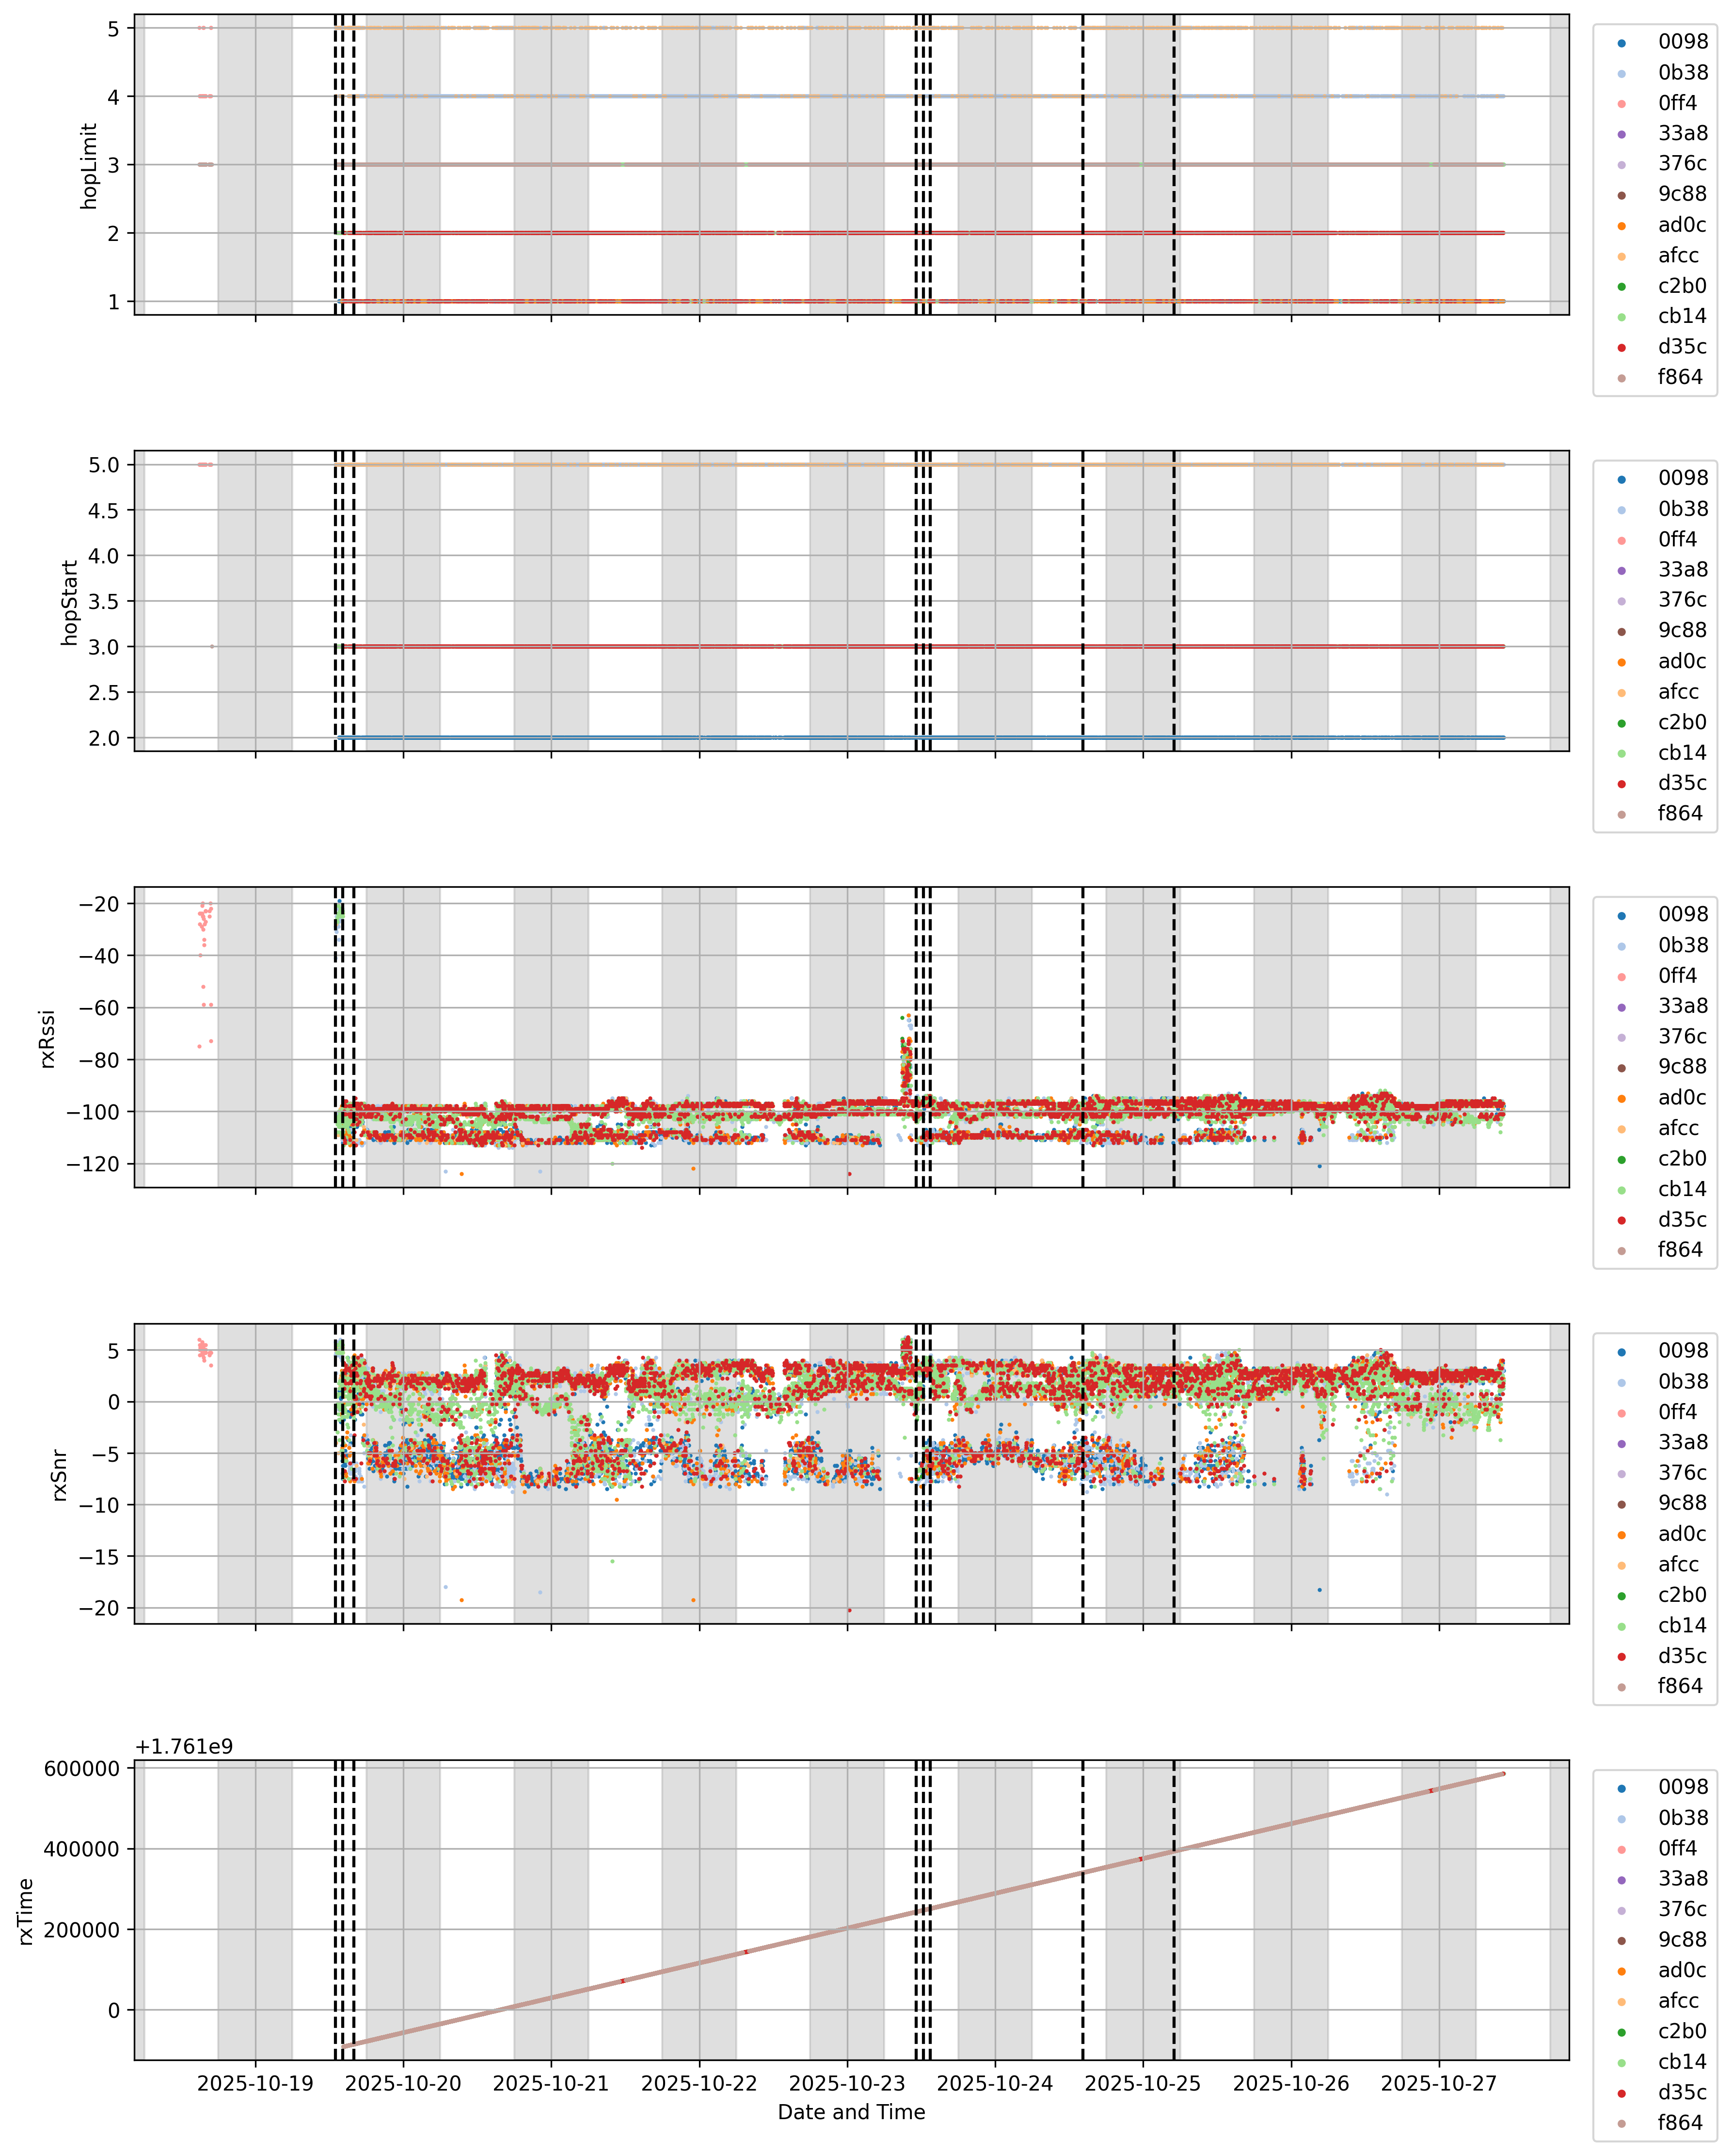 5
4
3
2
1
hopLimit
0098
0b38
0ff4
33a8
376c
9c88
ad0c
afcc
c2b0
cb14
d35c
f864
5.0
4.5
4.0
3.5
3.0
2.5
2.0
hopStart
0098
0b38
0ff4
33a8
376c
9c88
ad0c
afcc
c2b0
cb14
d35c
f864
−20
−40
−60
−80
−100
−120
rxRssi
0098
0b38
0ff4
33a8
376c
9c88
ad0c
afcc
c2b0
cb14
d35c
f864
5
0
−5
−10
−15
−20
rxSnr
0098
0b38
0ff4
33a8
376c
9c88
ad0c
afcc
c2b0
cb14
d35c
f864
+1.761e9
600000
400000
200000
0
rxTime
0098
0b38
0ff4
33a8
376c
9c88
ad0c
afcc
c2b0
cb14
d35c
f864
2025-10-19 2025-10-20 2025-10-21 2025-10-22 2025-10-23 2025-10-24 2025-10-25 2025-10-26 2025-10-27
Date and Time